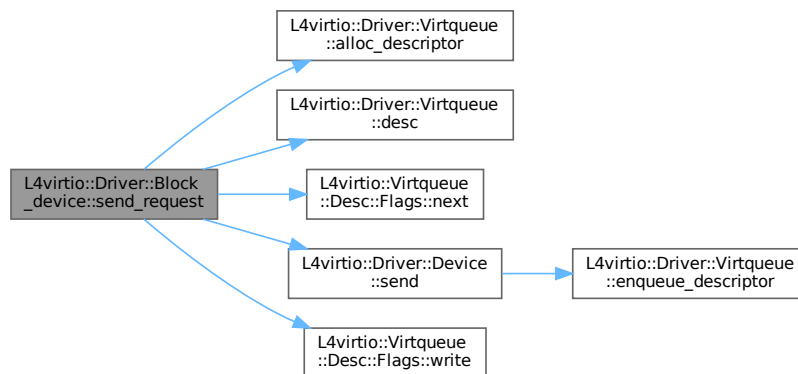 L4virtio::Driver::Virtqueue
::alloc_descriptor
L4virtio::Driver::Virtqueue
::desc
L4virtio::Driver::Block
_device::send_request
L4virtio::Virtqueue
::Desc::Flags::next
L4virtio::Driver::Device
::send
L4virtio::Driver::Virtqueue
::enqueue_descriptor
L4virtio::Virtqueue
::Desc::Flags::write